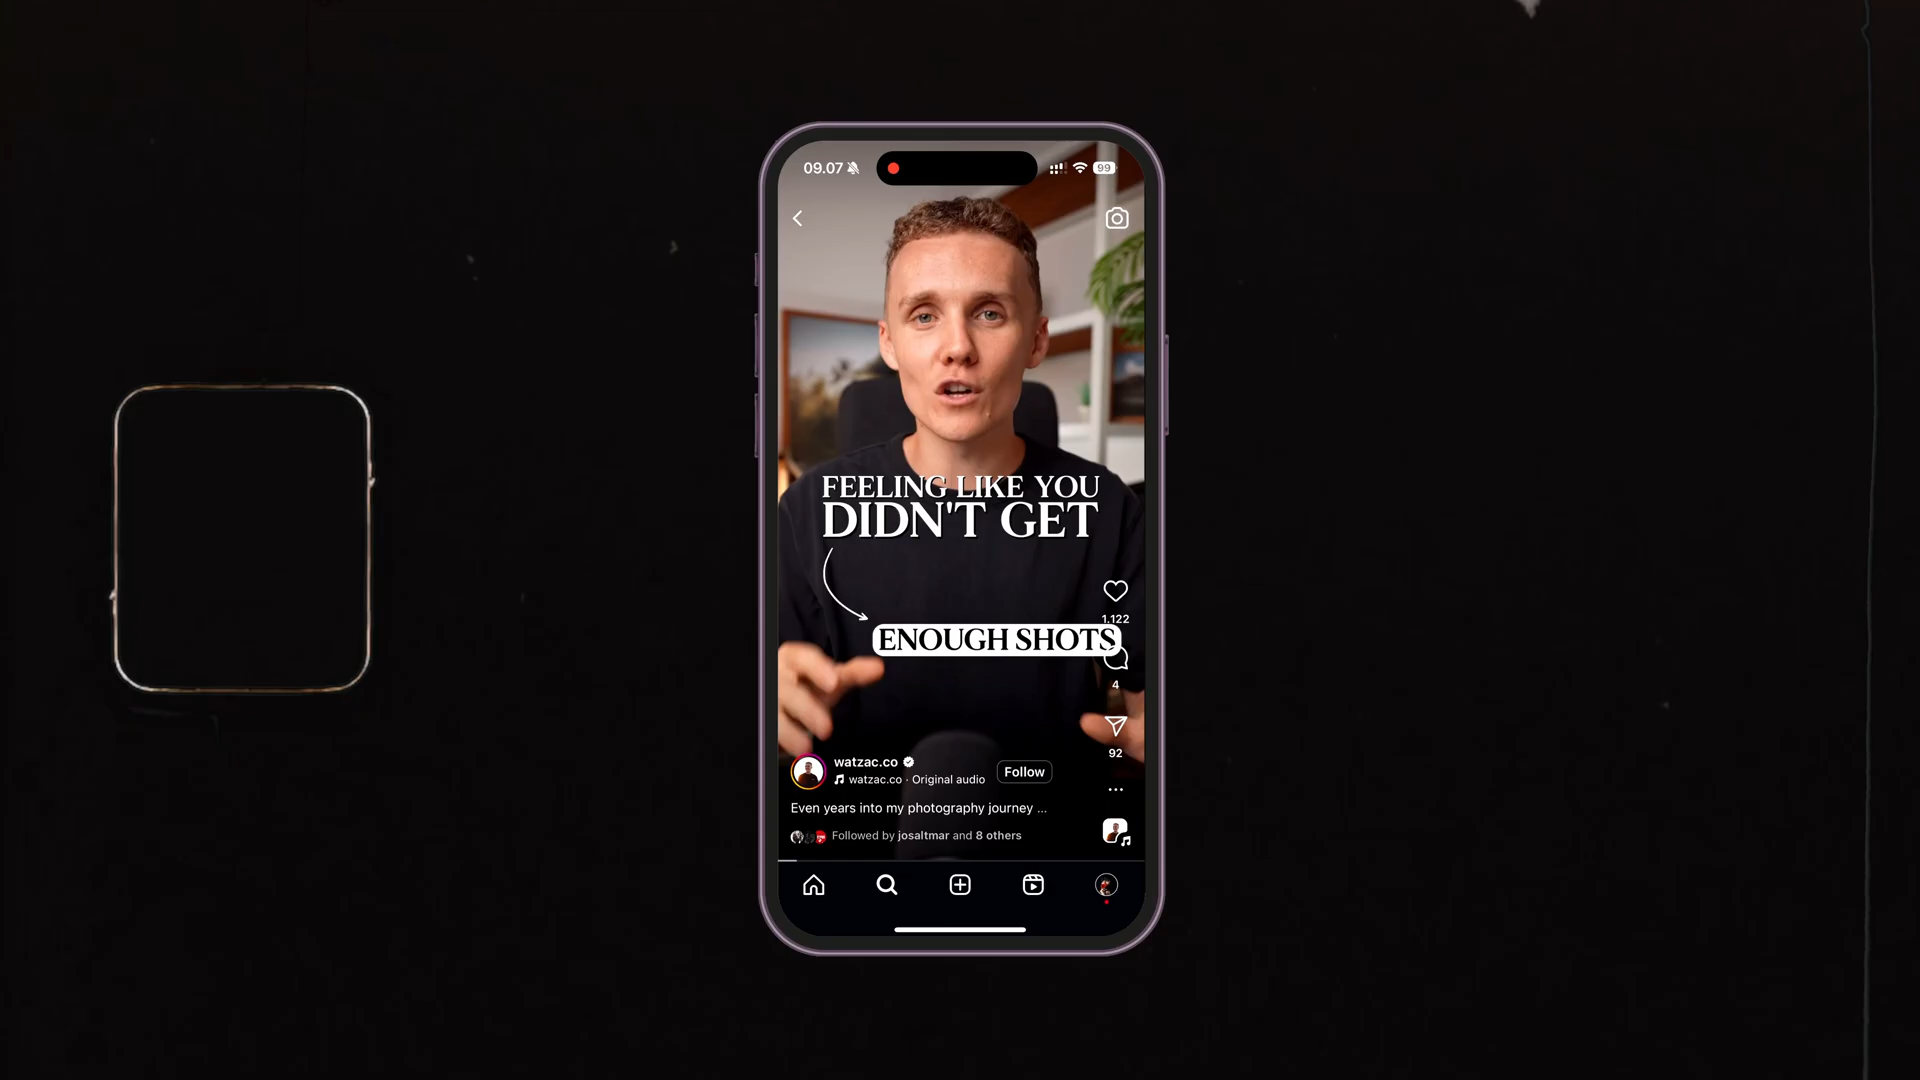 09.07
99
FEELING LIKE YOU
DIDN'T GET
1.122
ENOUGH SHOTS
4
92
watzac.co
watzac.co · Original audio
Follow
Even years into my photography journey ...
Followed by josaltmar and 8 others